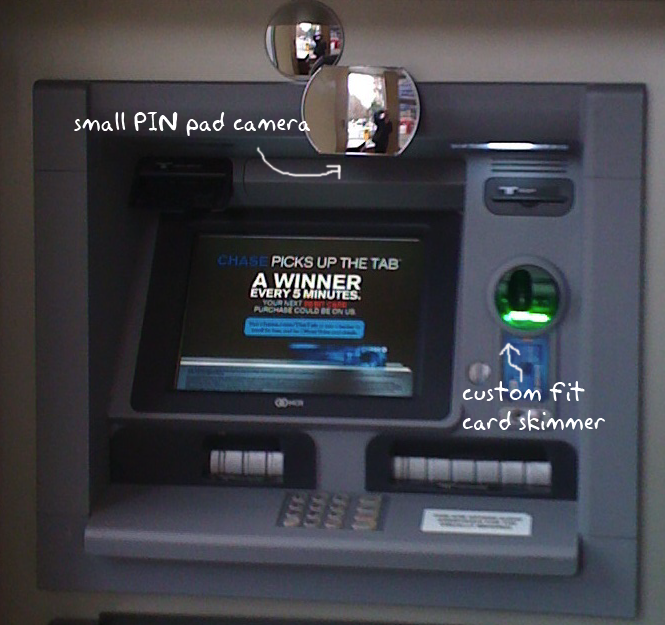 small PIN pad camera
CHASE PICKS UP THE TAB
A WINNER
EVERY 5 MINUTES.
YOUR NEXT DEBIT CARD
PURCHASE COULD BE ON US.
NCR
custom fit
card skimmer